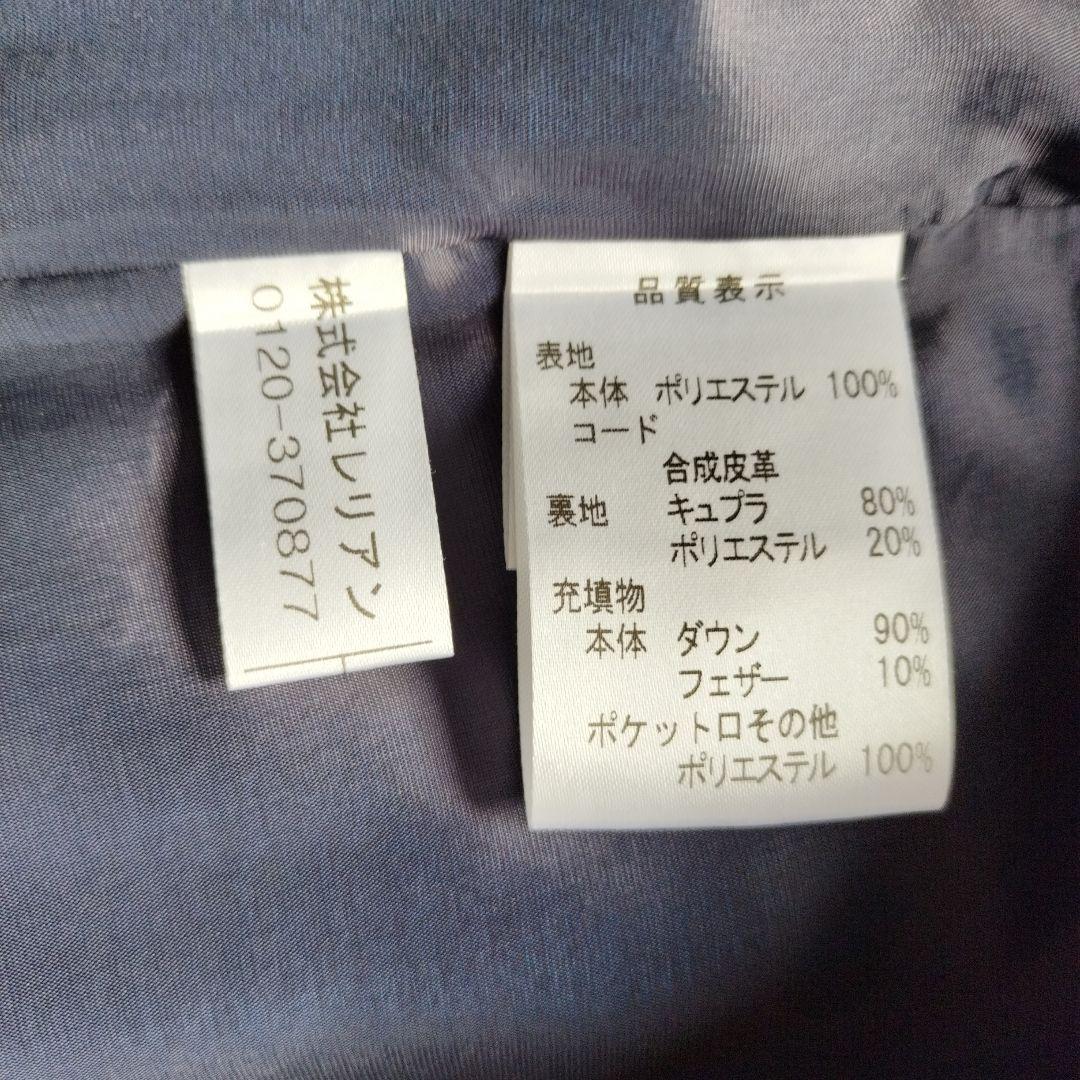 株式会社レリアン
0120-370877
品質表示
表地
本体 ポリエステル 100%
コード
合成皮革
裏地 キュプラ 80%
ポリエステル 20%
充填物
本体 ダウン 90%
フェザー 10%
ポケット口その他
ポリエステル 100%